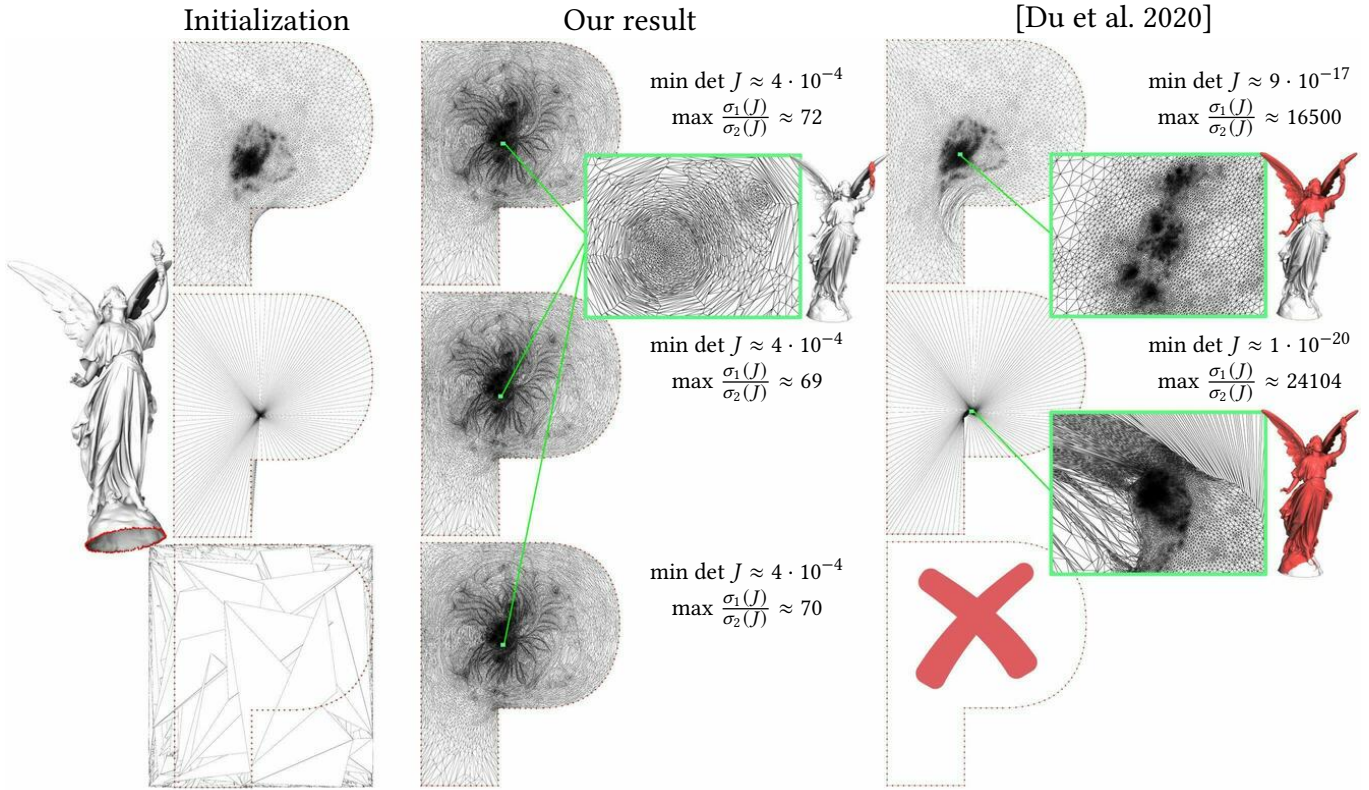 Initialization
Our result
[Du et al. 2020]
min det J ≈ 4 · 10⁻⁴
max σ₁(J)/σ₂(J) ≈ 72
min det J ≈ 9 · 10⁻¹⁷
max σ₁(J)/σ₂(J) ≈ 16500
min det J ≈ 4 · 10⁻⁴
max σ₁(J)/σ₂(J) ≈ 69
min det J ≈ 1 · 10⁻²⁰
max σ₁(J)/σ₂(J) ≈ 24104
min det J ≈ 4 · 10⁻⁴
max σ₁(J)/σ₂(J) ≈ 70